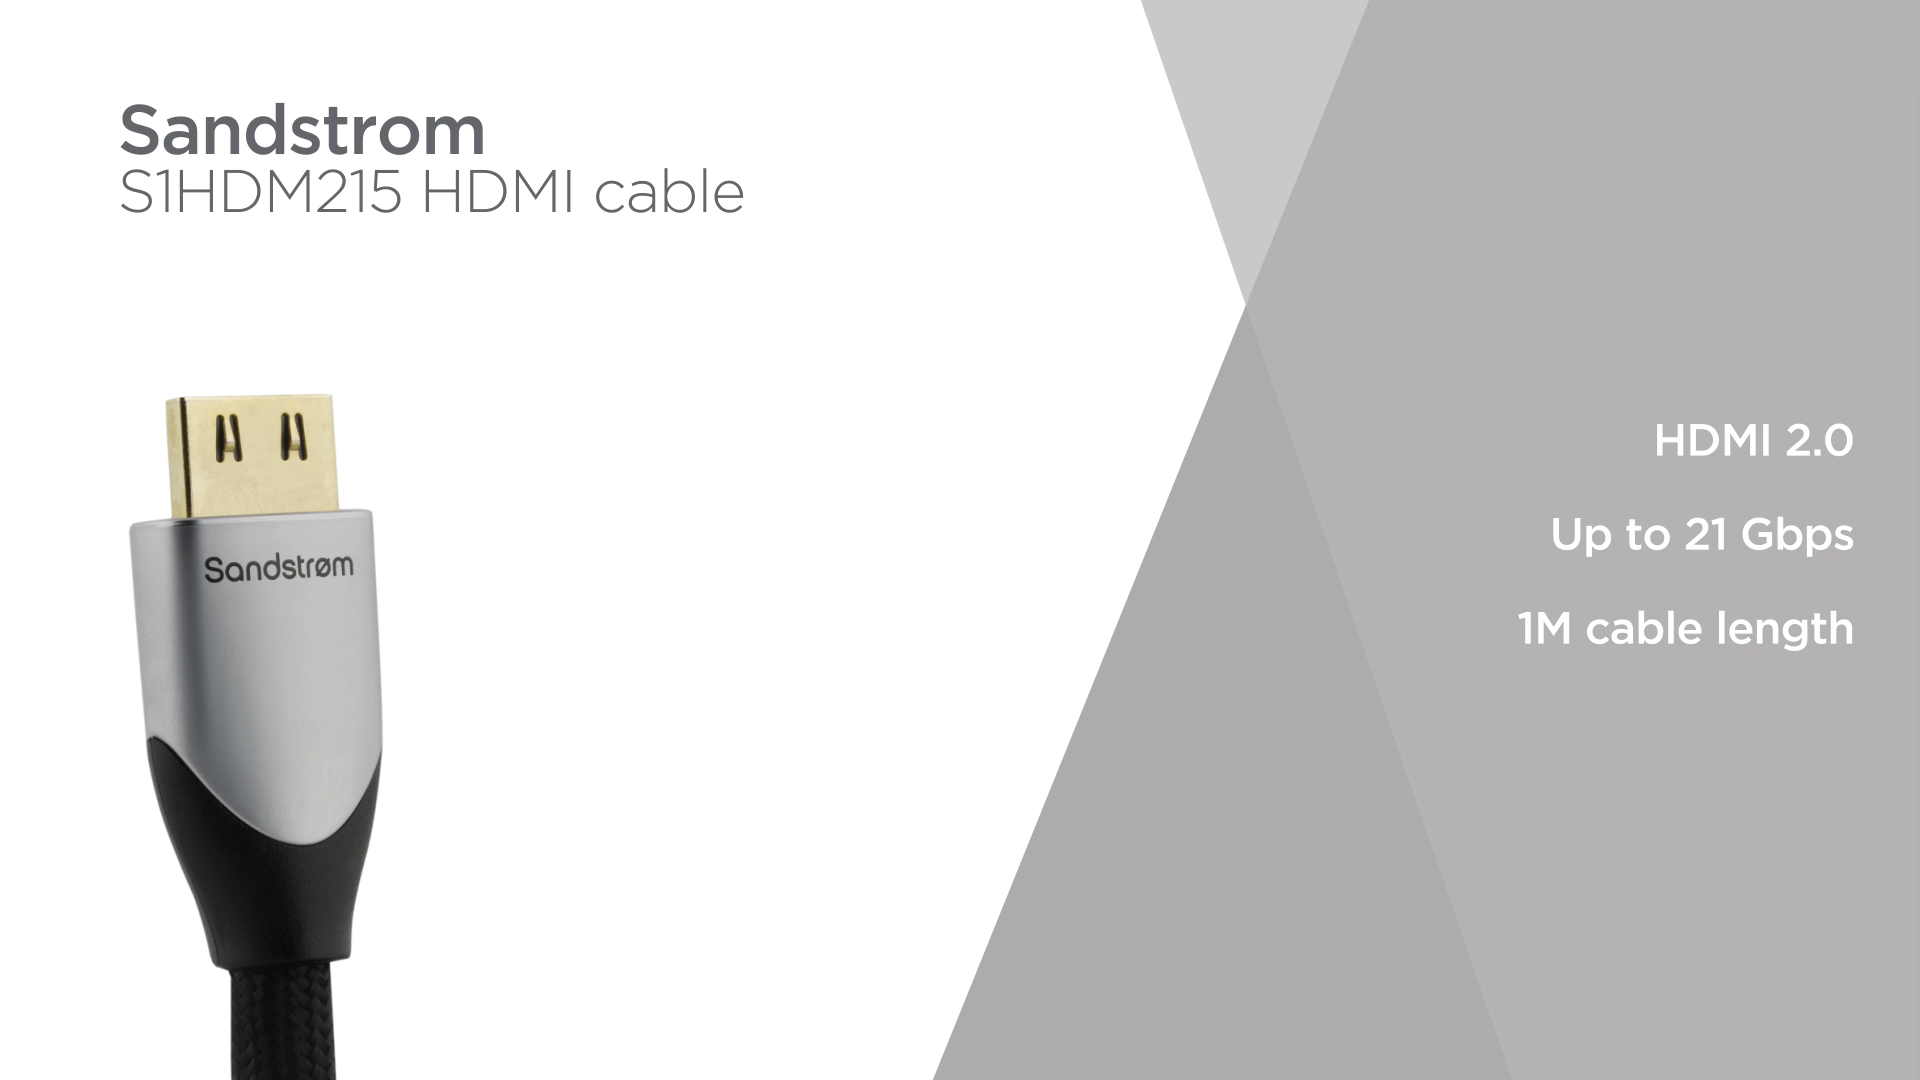 Sandstrom
S1HDM215 HDMI cable
Sandstrøm
HDMI 2.0
Up to 21 Gbps
1M cable length